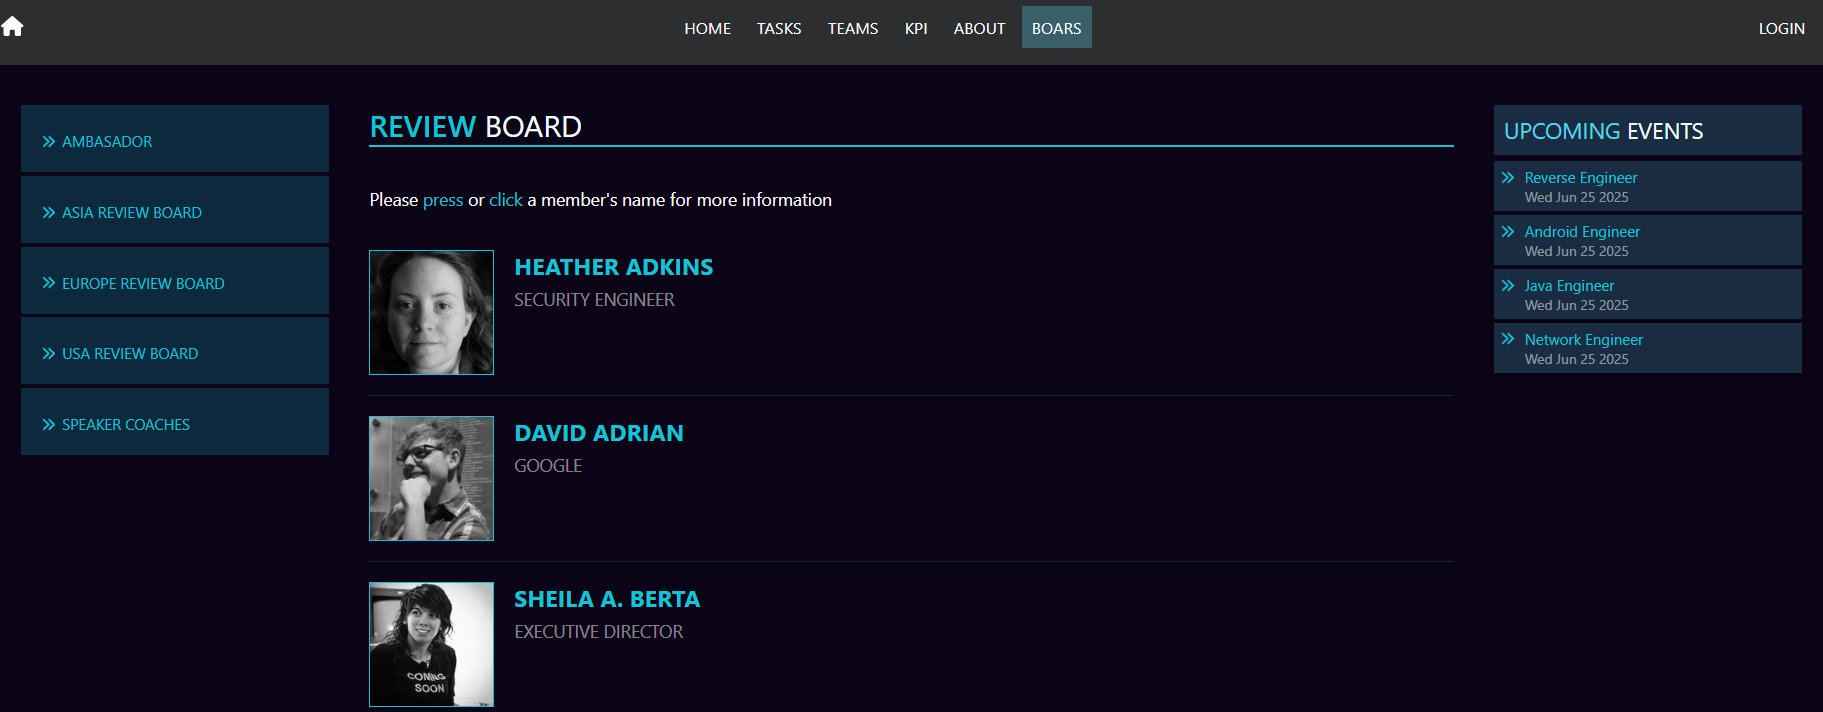 HOME TASKS TEAMS KPI ABOUT BOARS LOGIN
AMBASADOR
ASIA REVIEW BOARD
EUROPE REVIEW BOARD
USA REVIEW BOARD
SPEAKER COACHES
REVIEW BOARD
Please press or click a member's name for more information
HEATHER ADKINS
SECURITY ENGINEER
DAVID ADRIAN
GOOGLE
SHEILA A. BERTA
EXECUTIVE DIRECTOR
COMING
SOON
UPCOMING EVENTS
Reverse Engineer
Wed Jun 25 2025
Android Engineer
Wed Jun 25 2025
Java Engineer
Wed Jun 25 2025
Network Engineer
Wed Jun 25 2025